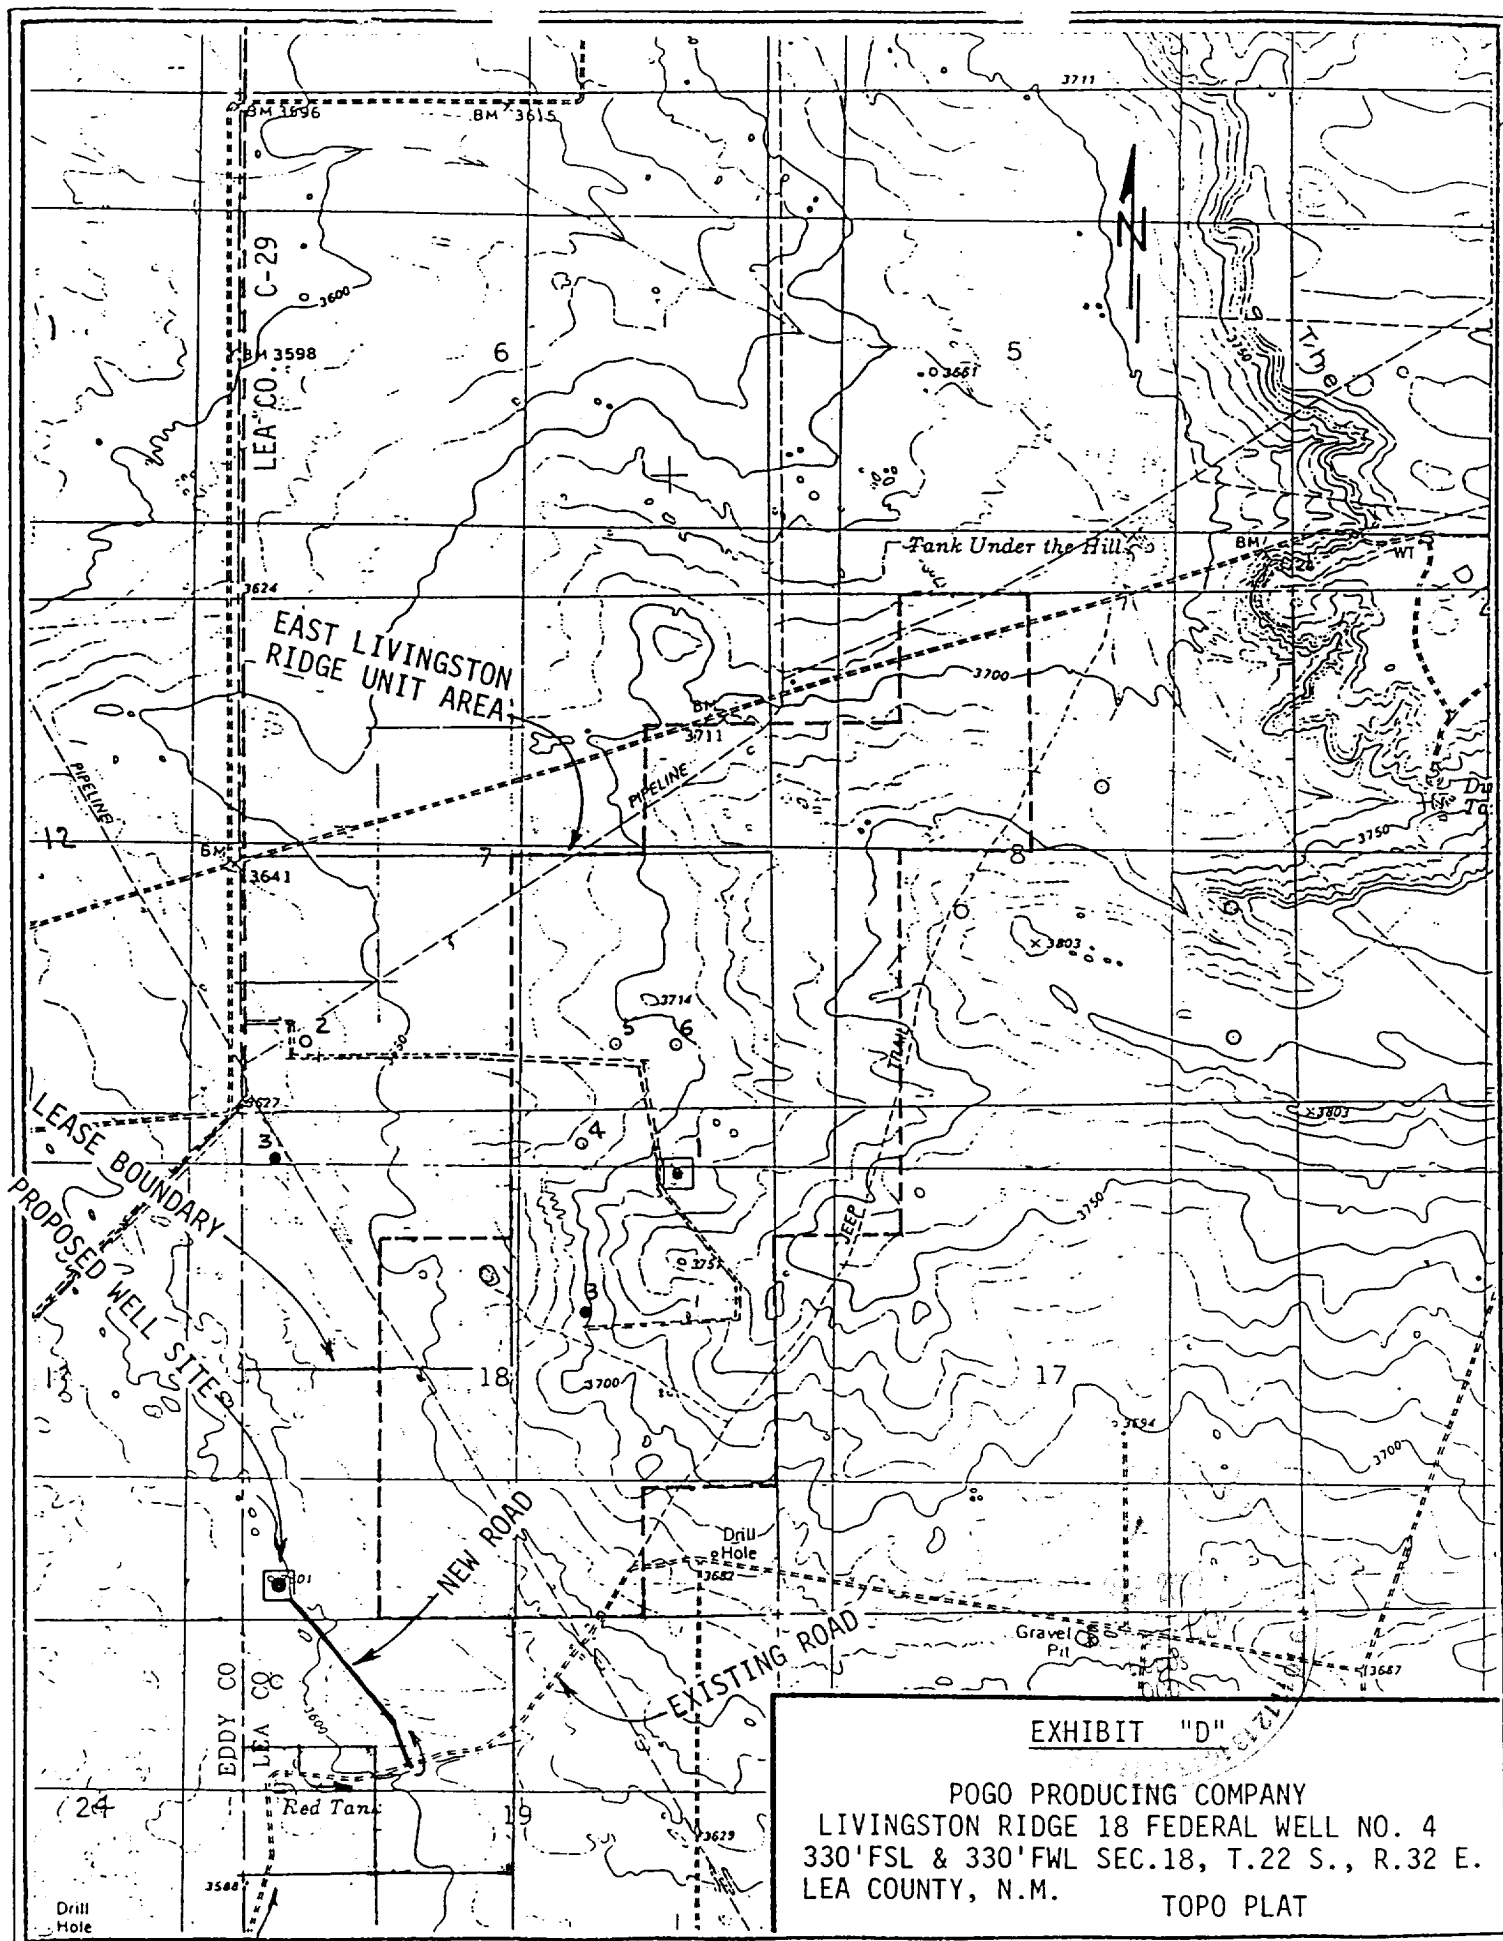 3711
BM 3596
BM 3615
N
LEA CO. C-29
3600
BM 3598
6
5
3661
3750
Tank Under the Hill
BM
WT
3624
EAST LIVINGSTON
RIDGE UNIT AREA
3700
BM
3711
PIPELINE
PIPELINE
12
BM
3641
7
8
3750
3803
3714
2
5
6
JEEP TRAIL
3627
3803
LEASE BOUNDARY
3
4
1
PROPOSED WELL SITE
3750
3
18
3700
17
3694
3700
NEW ROAD
Drill
Hole
3682
EXISTING ROAD
Gravel
Pit
3687
EDDY CO
LEA CO
3600
24
Red Tank
19
3629
3588
Drill
Hole
EXHIBIT "D"
POGO PRODUCING COMPANY
LIVINGSTON RIDGE 18 FEDERAL WELL NO. 4
330'FSL & 330'FWL SEC.18, T.22 S., R.32 E.
LEA COUNTY, N.M. TOPO PLAT